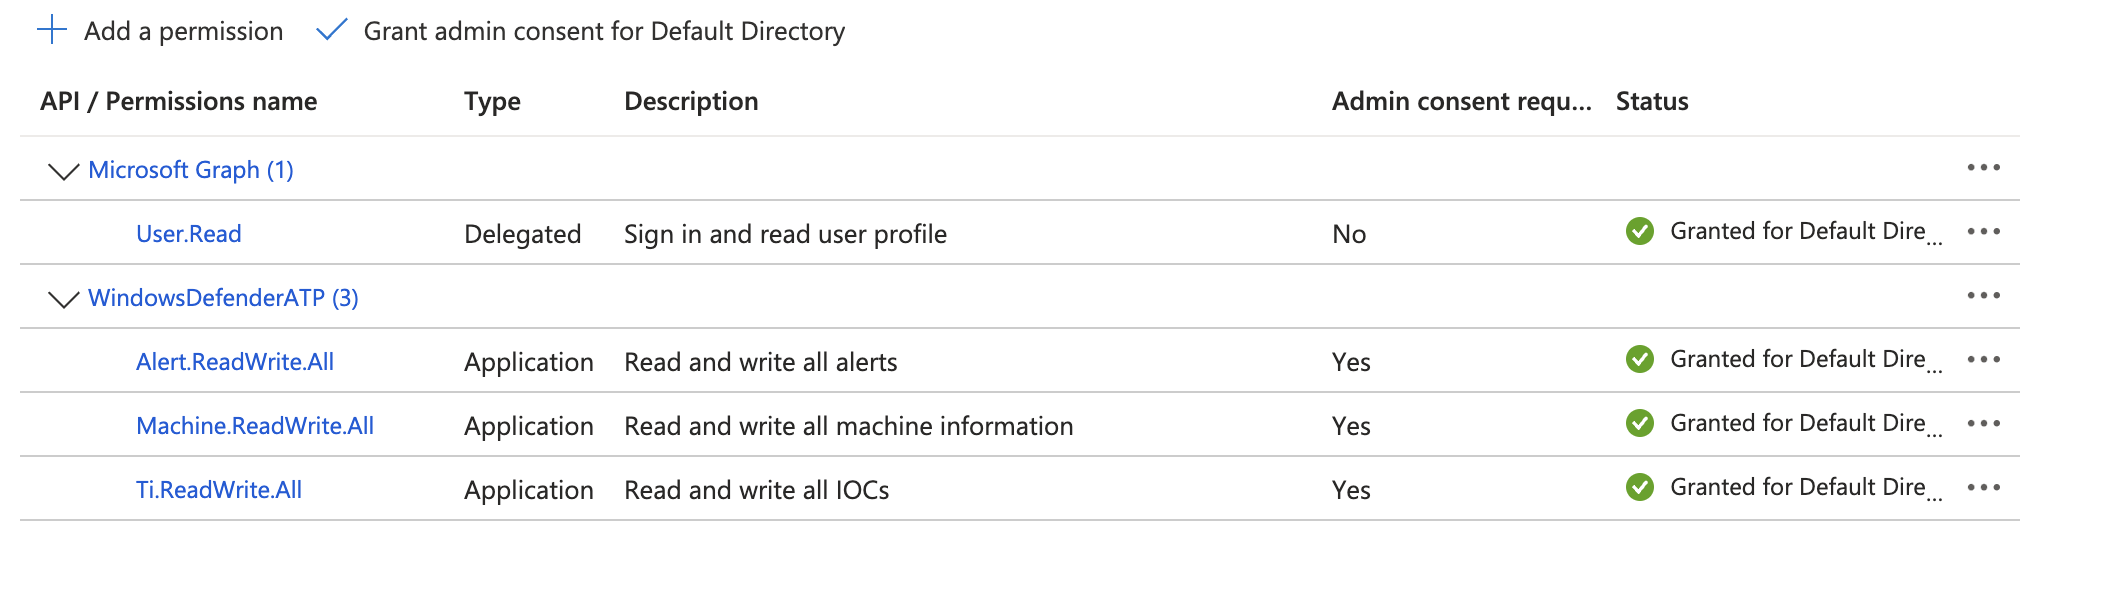 Add a permission Grant admin consent for Default Directory
API / Permissions name Type Description Admin consent requ... Status
Microsoft Graph (1)
User.Read Delegated Sign in and read user profile No Granted for Default Dire...
WindowsDefenderATP (3)
Alert.ReadWrite.All Application Read and write all alerts Yes Granted for Default Dire...
Machine.ReadWrite.All Application Read and write all machine information Yes Granted for Default Dire...
Ti.ReadWrite.All Application Read and write all IOCs Yes Granted for Default Dire...